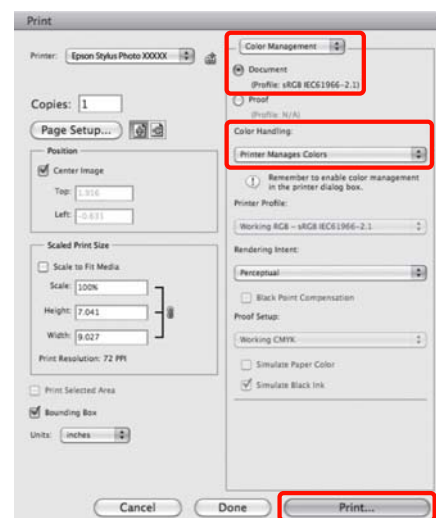 Print
Printer: Epson Stylus Photo XXXXX
Copies: 1
Page Setup...
Position
Center Image
Top: 1.916
Left: -0.631
Scaled Print Size
Scale to Fit Media
Scale: 100%
Height: 7.041
Width: 9.027
Print Resolution: 72 PPI
Print Selected Area
Bounding Box
Units: inches
Color Management
Document
(Profile: sRGB IEC61966-2.1)
Proof
(Profile: N/A)
Color Handling:
Printer Manages Colors
Remember to enable color management
in the printer dialog box.
Printer Profile:
Working RGB - sRGB IEC61966-2.1
Rendering Intent:
Perceptual
Black Point Compensation
Proof Setup:
Working CMYK
Simulate Paper Color
Simulate Black Ink
Cancel
Done
Print...